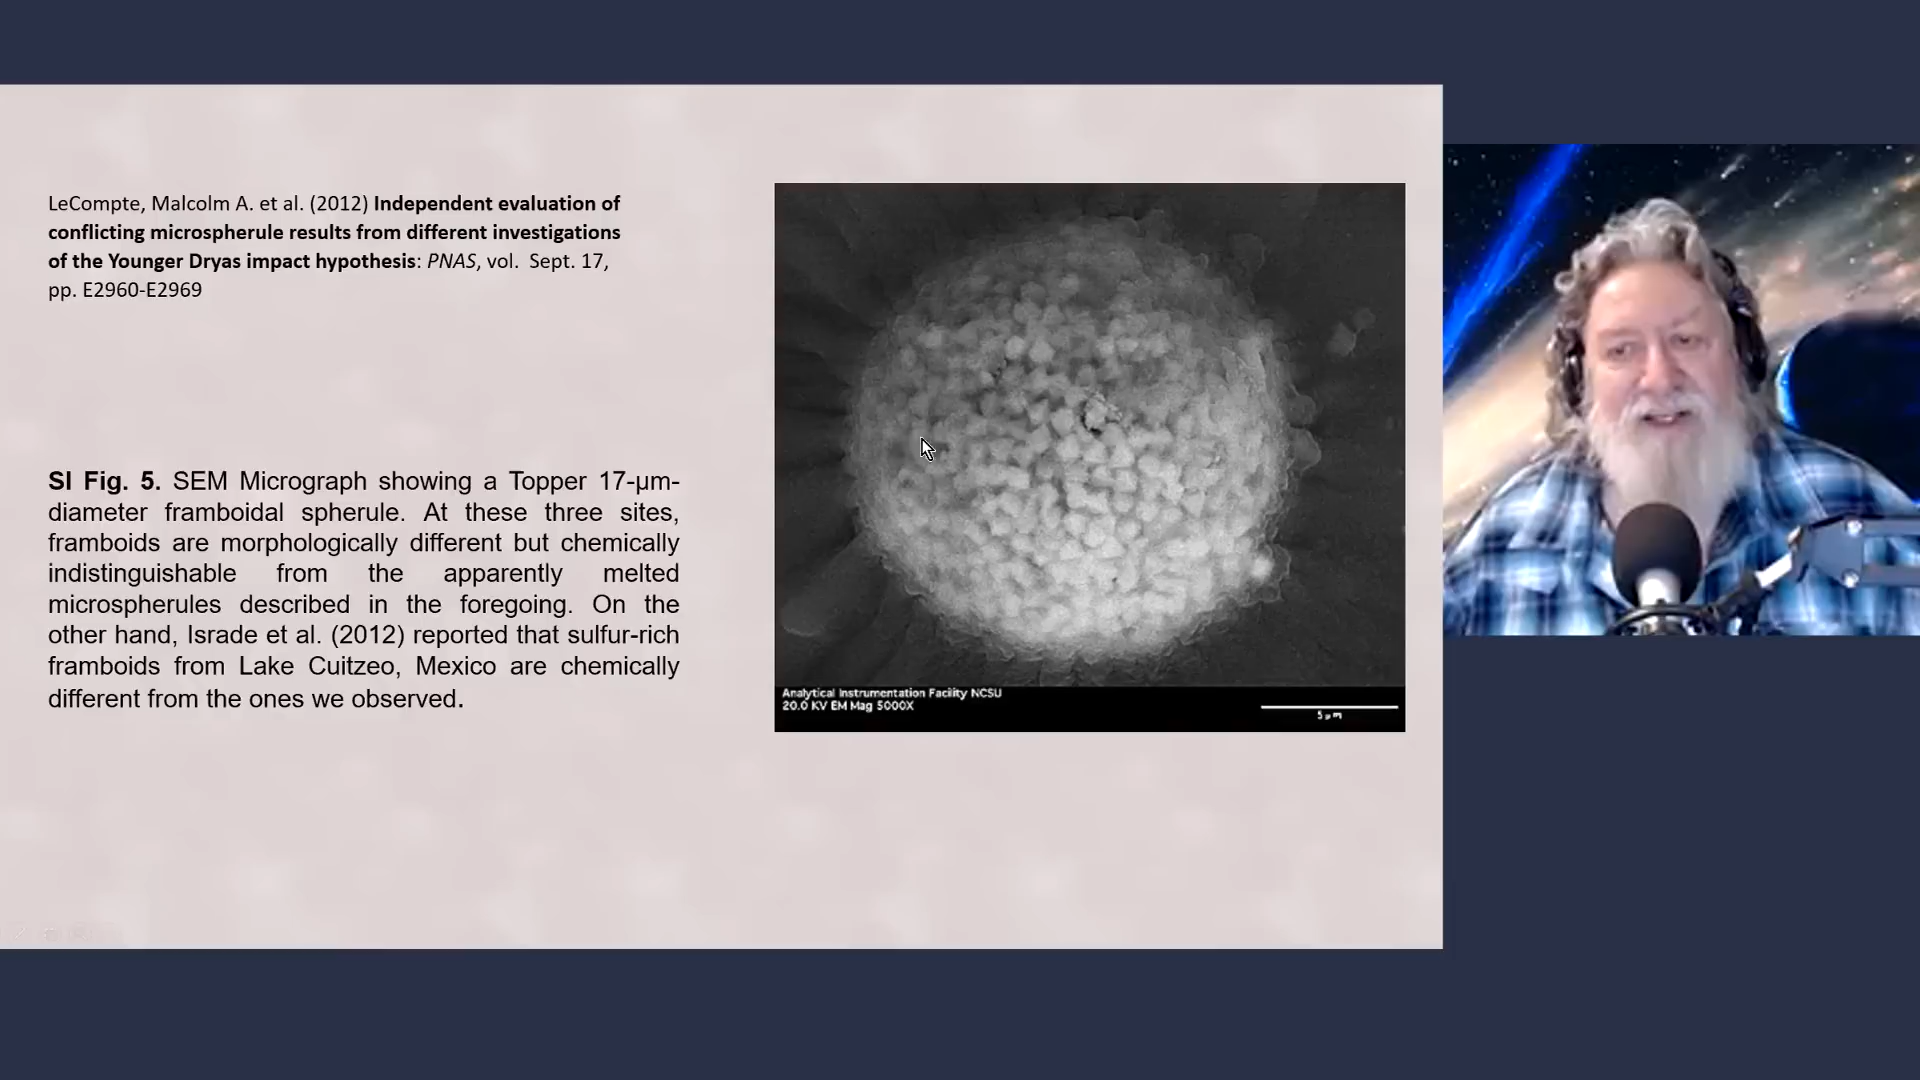 LeCompte, Malcolm A. et al. (2012) Independent evaluation of
conflicting microspherule results from different investigations
of the Younger Dryas impact hypothesis: PNAS, vol. Sept. 17,
pp. E2960-E2969
SI Fig. 5. SEM Micrograph showing a Topper 17-µm-
diameter framboidal spherule. At these three sites,
framboids are morphologically different but chemically
indistinguishable from the apparently melted
microspherules described in the foregoing. On the
other hand, Israde et al. (2012) reported that sulfur-rich
framboids from Lake Cuitzeo, Mexico are chemically
different from the ones we observed.
Analytical Instrumentation Facility NCSU
20.0 KV EM Mag 5000X
5µm